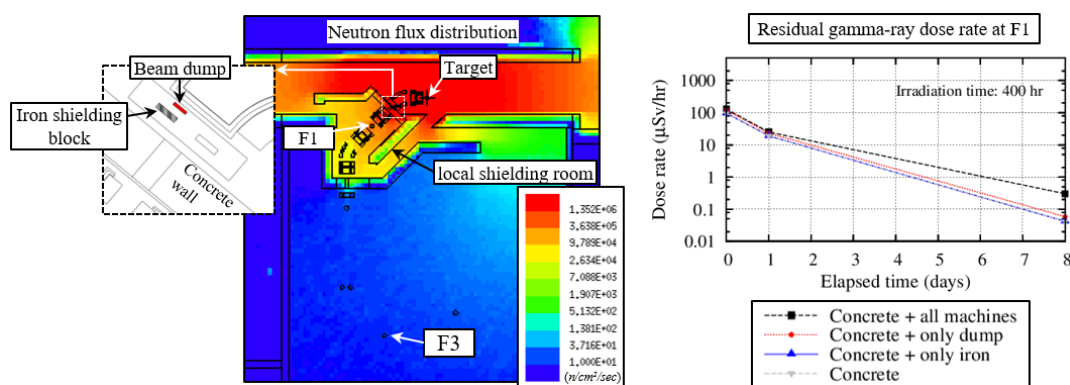 Neutron flux distribution
Beam dump
Target
Iron shielding
block
F1
Concrete
wall
local shielding room
1.352E+06
3.638E+05
9.789E+04
2.634E+04
7.088E+03
1.907E+03
5.132E+02
1.381E+02
3.716E+01
1.000E+01
(n/cm²/sec)
F3
Residual gamma-ray dose rate at F1
Irradiation time: 400 hr
Dose rate (μSv/hr)
1000
100
10
1
0.1
0.01
0 1 2 3 4 5 6 7 8
Elapsed time (days)
Concrete + all machines
Concrete + only dump
Concrete + only iron
Concrete